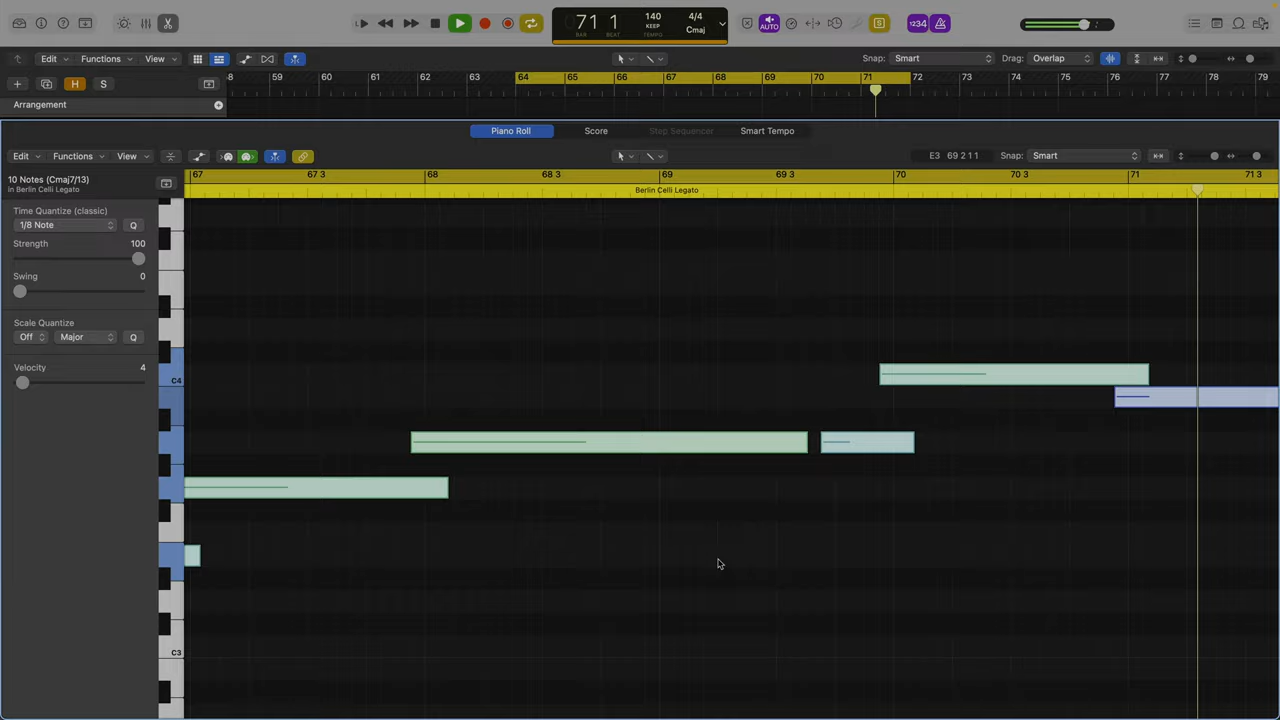 71 1
BAR BEAT
140
KEEP
TEMPO
4/4
Cmaj
AUTO
S
1234
Edit Functions View
Snap: Smart Drag: Overlap
H S
59 60 61 62 63 64 65 66 67 68 69 70 71 72 73 74 75 76 77 78 79
Arrangement
Piano Roll Score Step Sequencer Smart Tempo
Edit Functions View
E3 69 2 1 1 Snap: Smart
10 Notes (Cmaj7/13)
in Berlin Celli Legato
67 67 3 68 68 3 69 69 3 70 70 3 71 71 3
Berlin Celli Legato
Time Quantize (classic)
1/8 Note Q
Strength 100
Swing 0
Scale Quantize
Off Major Q
Velocity 4
C4
C3